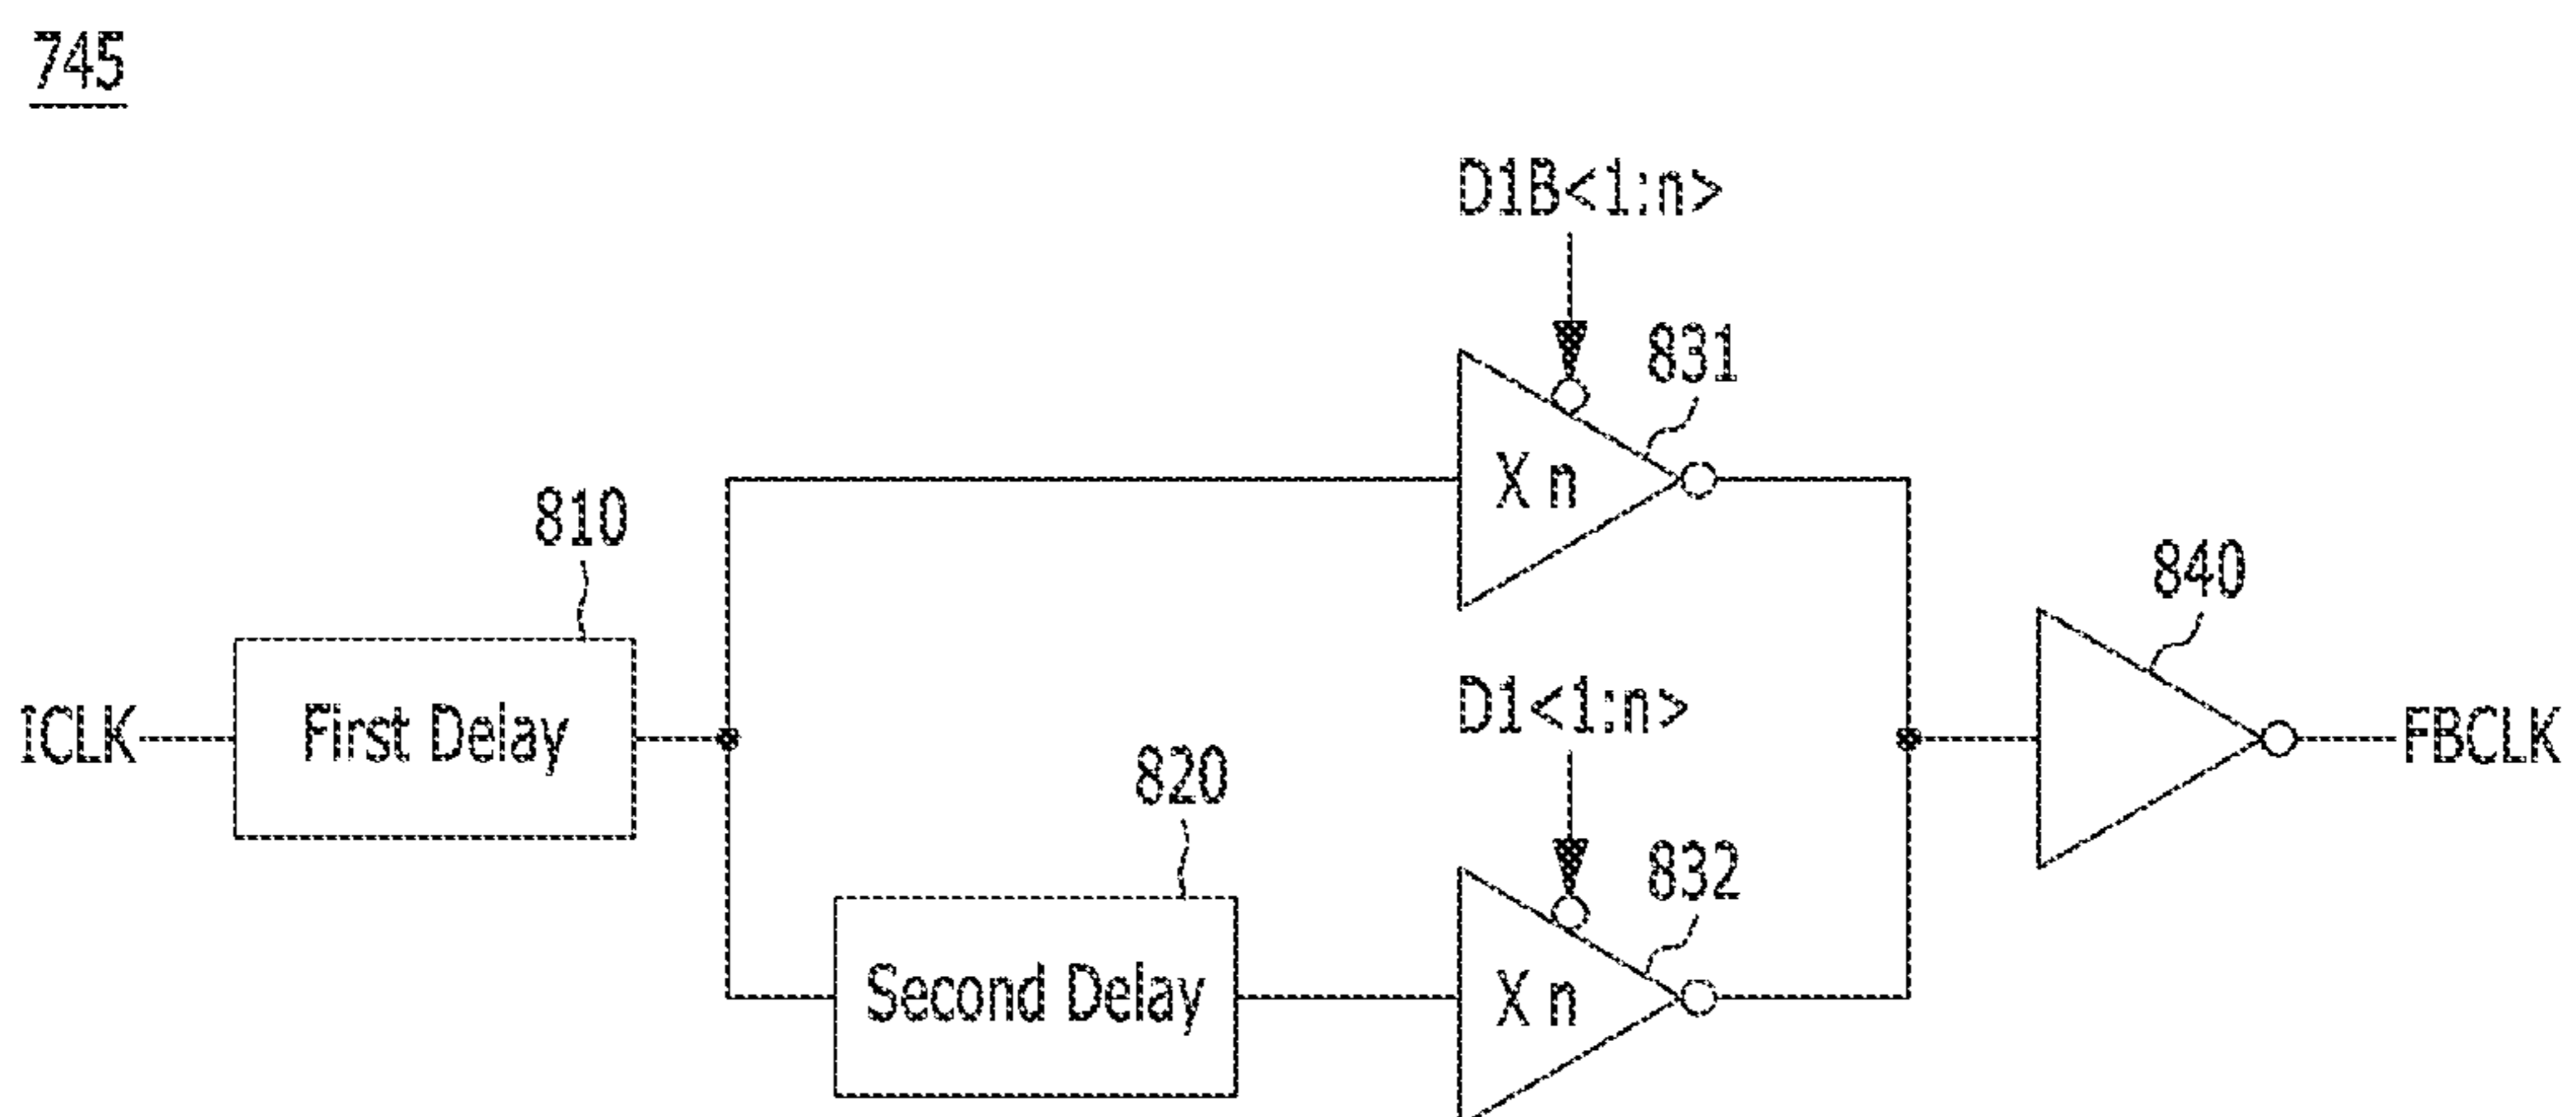 745
D1B<1:n>
831
X n
810
840
ICLK
First Delay
D1<1:n>
FBCLK
820
832
Second Delay
X n